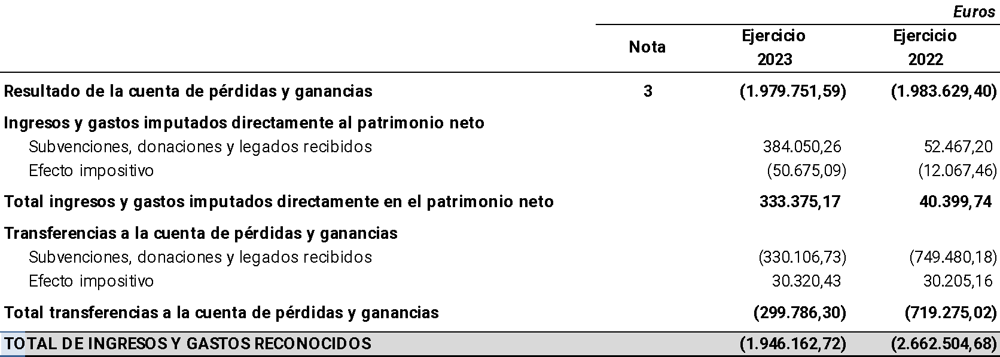 Euros
Nota Ejercicio 2023 Ejercicio 2022
Resultado de la cuenta de pérdidas y ganancias 3 (1.979.751,59) (1.983.629,40)
Ingresos y gastos imputados directamente al patrimonio neto
Subvenciones, donaciones y legados recibidos 384.050,26 52.467,20
Efecto impositivo (50.675,09) (12.067,46)
Total ingresos y gastos imputados directamente en el patrimonio neto 333.375,17 40.399,74
Transferencias a la cuenta de pérdidas y ganancias
Subvenciones, donaciones y legados recibidos (330.106,73) (749.480,18)
Efecto impositivo 30.320,43 30.205,16
Total transferencias a la cuenta de pérdidas y ganancias (299.786,30) (719.275,02)
TOTAL DE INGRESOS Y GASTOS RECONOCIDOS (1.946.162,72) (2.662.504,68)